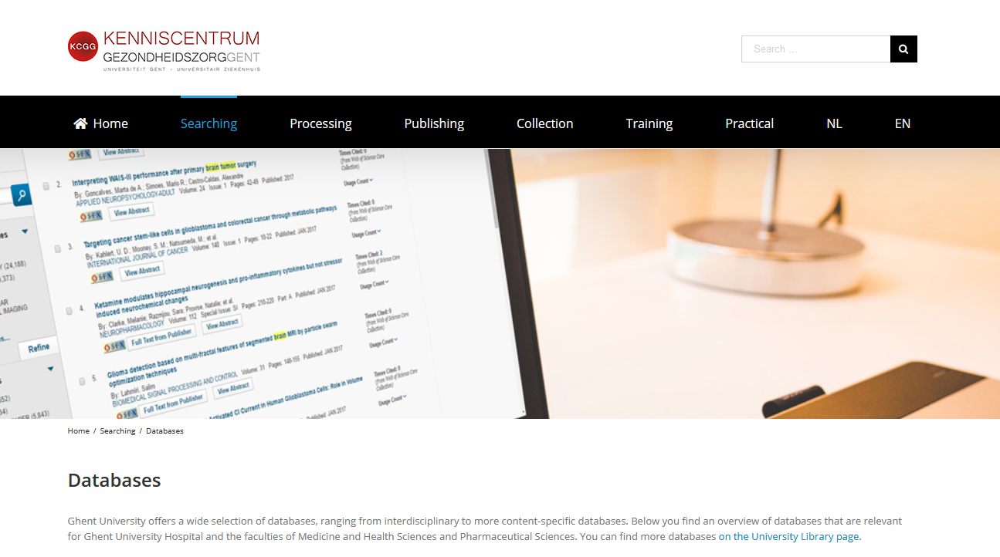 KCGG
KENNISCENTRUM
GEZONDHEIDSZORGGENT
UNIVERSITEIT GENT - UNIVERSITAIR ZIEKENHUIS
Search ...
Home Searching Processing Publishing Collection Training Practical NL EN
SFX View Abstract
Times Cited: 0
(from Web of Science Core
Collection)
Usage Count
2. Interpreting WAIS-III performance after primary brain tumor surgery
By: Goncalves, Marta de A.; Simoes, Mario R.; Castro-Caldas, Alexandre
APPLIED NEUROPSYCHOLOGY-ADULT Volume: 24 Issue: 1 Pages: 42-49 Published: 2017
SFX View Abstract
Times Cited: 0
(from Web of Science Core
Collection)
Usage Count
3. Targeting cancer stem-like cells in glioblastoma and colorectal cancer through metabolic pathways
By: Kahlert, U. D.; Mooney, S. M.; Natsumeda, M.; et al.
INTERNATIONAL JOURNAL OF CANCER Volume: 140 Issue: 1 Pages: 10-22 Published: JAN 2017
SFX View Abstract
Times Cited: 2
(from Web of Science Core
Collection)
Usage Count
4. Ketamine modulates hippocampal neurogenesis and pro-inflammatory cytokines but not stressor
induced neurochemical changes
By: Clarke, Melanie; Razmjou, Sara; Prowse, Natalie; et al.
NEUROPHARMACOLOGY Volume: 112 Special Issue: SI Pages: 210-220 Part: A Published: JAN 2017
SFX Full Text from Publisher View Abstract
Times Cited: 0
(from Web of Science Core
Collection)
Usage Count
5. Glioma detection based on multi-fractal features of segmented brain MRI by particle swarm
optimization techniques
By: Lahmiri, Salim
BIOMEDICAL SIGNAL PROCESSING AND CONTROL Volume: 31 Pages: 148-155 Published: JAN 2017
SFX Full Text from Publisher View Abstract
Times Cited: 0
(from Web of Science Core
Collection)
Usage Count
CI Current in Human Glioblastoma Cells: Role in Volume
JAN 2017
(24,188)
,373)
AR
IMAGING
Refine
(5,843)
Home / Searching / Databases
Databases
Ghent University offers a wide selection of databases, ranging from interdisciplinary to more content-specific databases. Below you find an overview of databases that are relevant
for Ghent University Hospital and the faculties of Medicine and Health Sciences and Pharmaceutical Sciences. You can find more databases on the University Library page.